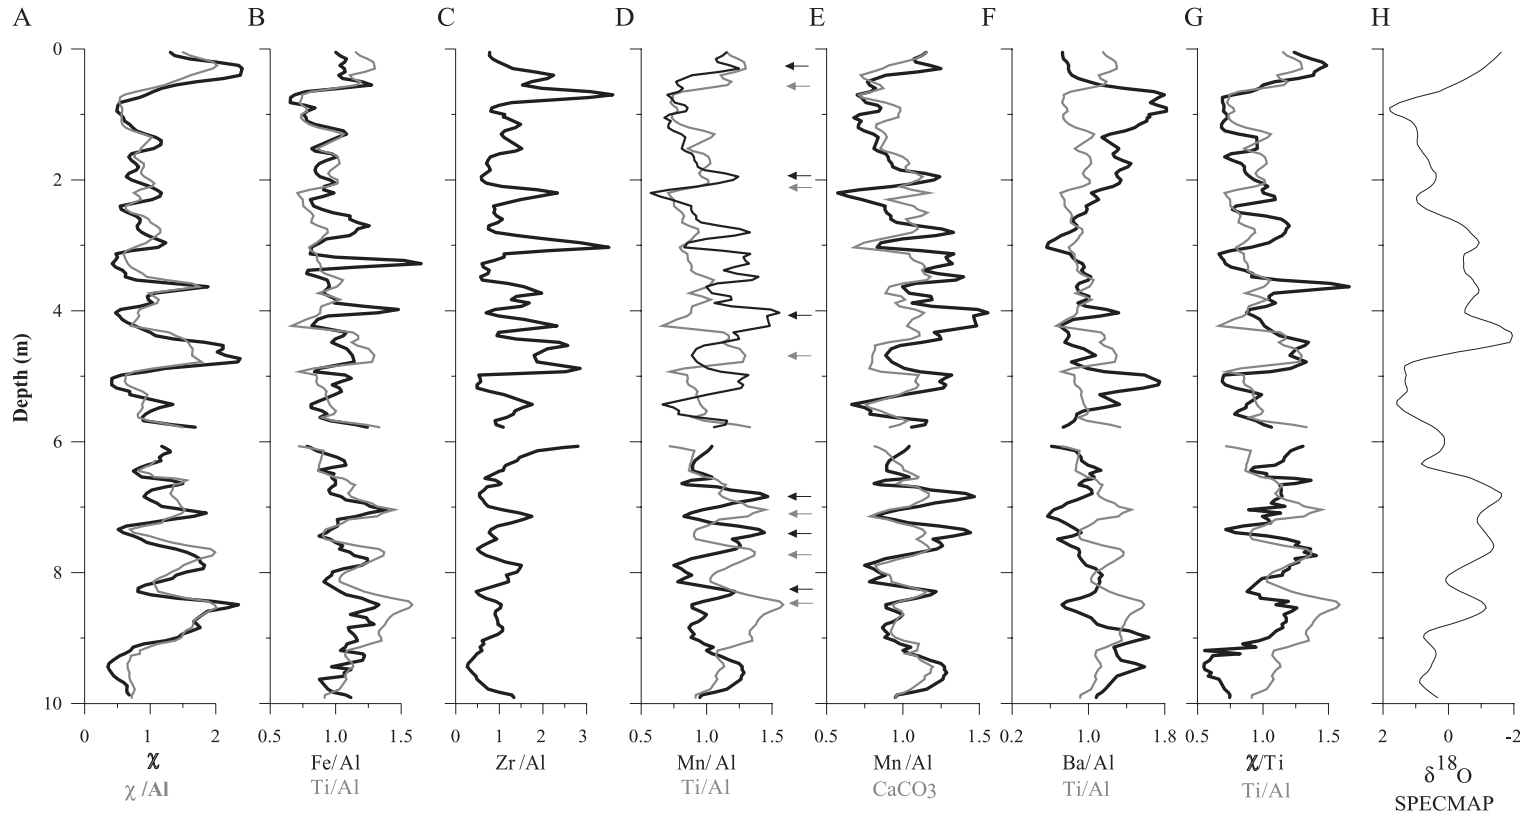 A B C D E F G H
0
2
4
6
8
10
Depth (m)
0 1 2 0.5 1.0 1.5 0 1 2 3 0.5 1.0 1.5 0.5 1.0 1.5 0.2 1.0 1.8 0.5 1.0 1.5 2 0 -2
χ Fe/Al Zr/Al Mn/Al Mn/Al Ba/Al χ/Ti δ18O
χ/Al Ti/Al Ti/Al CaCO3 Ti/Al Ti/Al SPECMAP